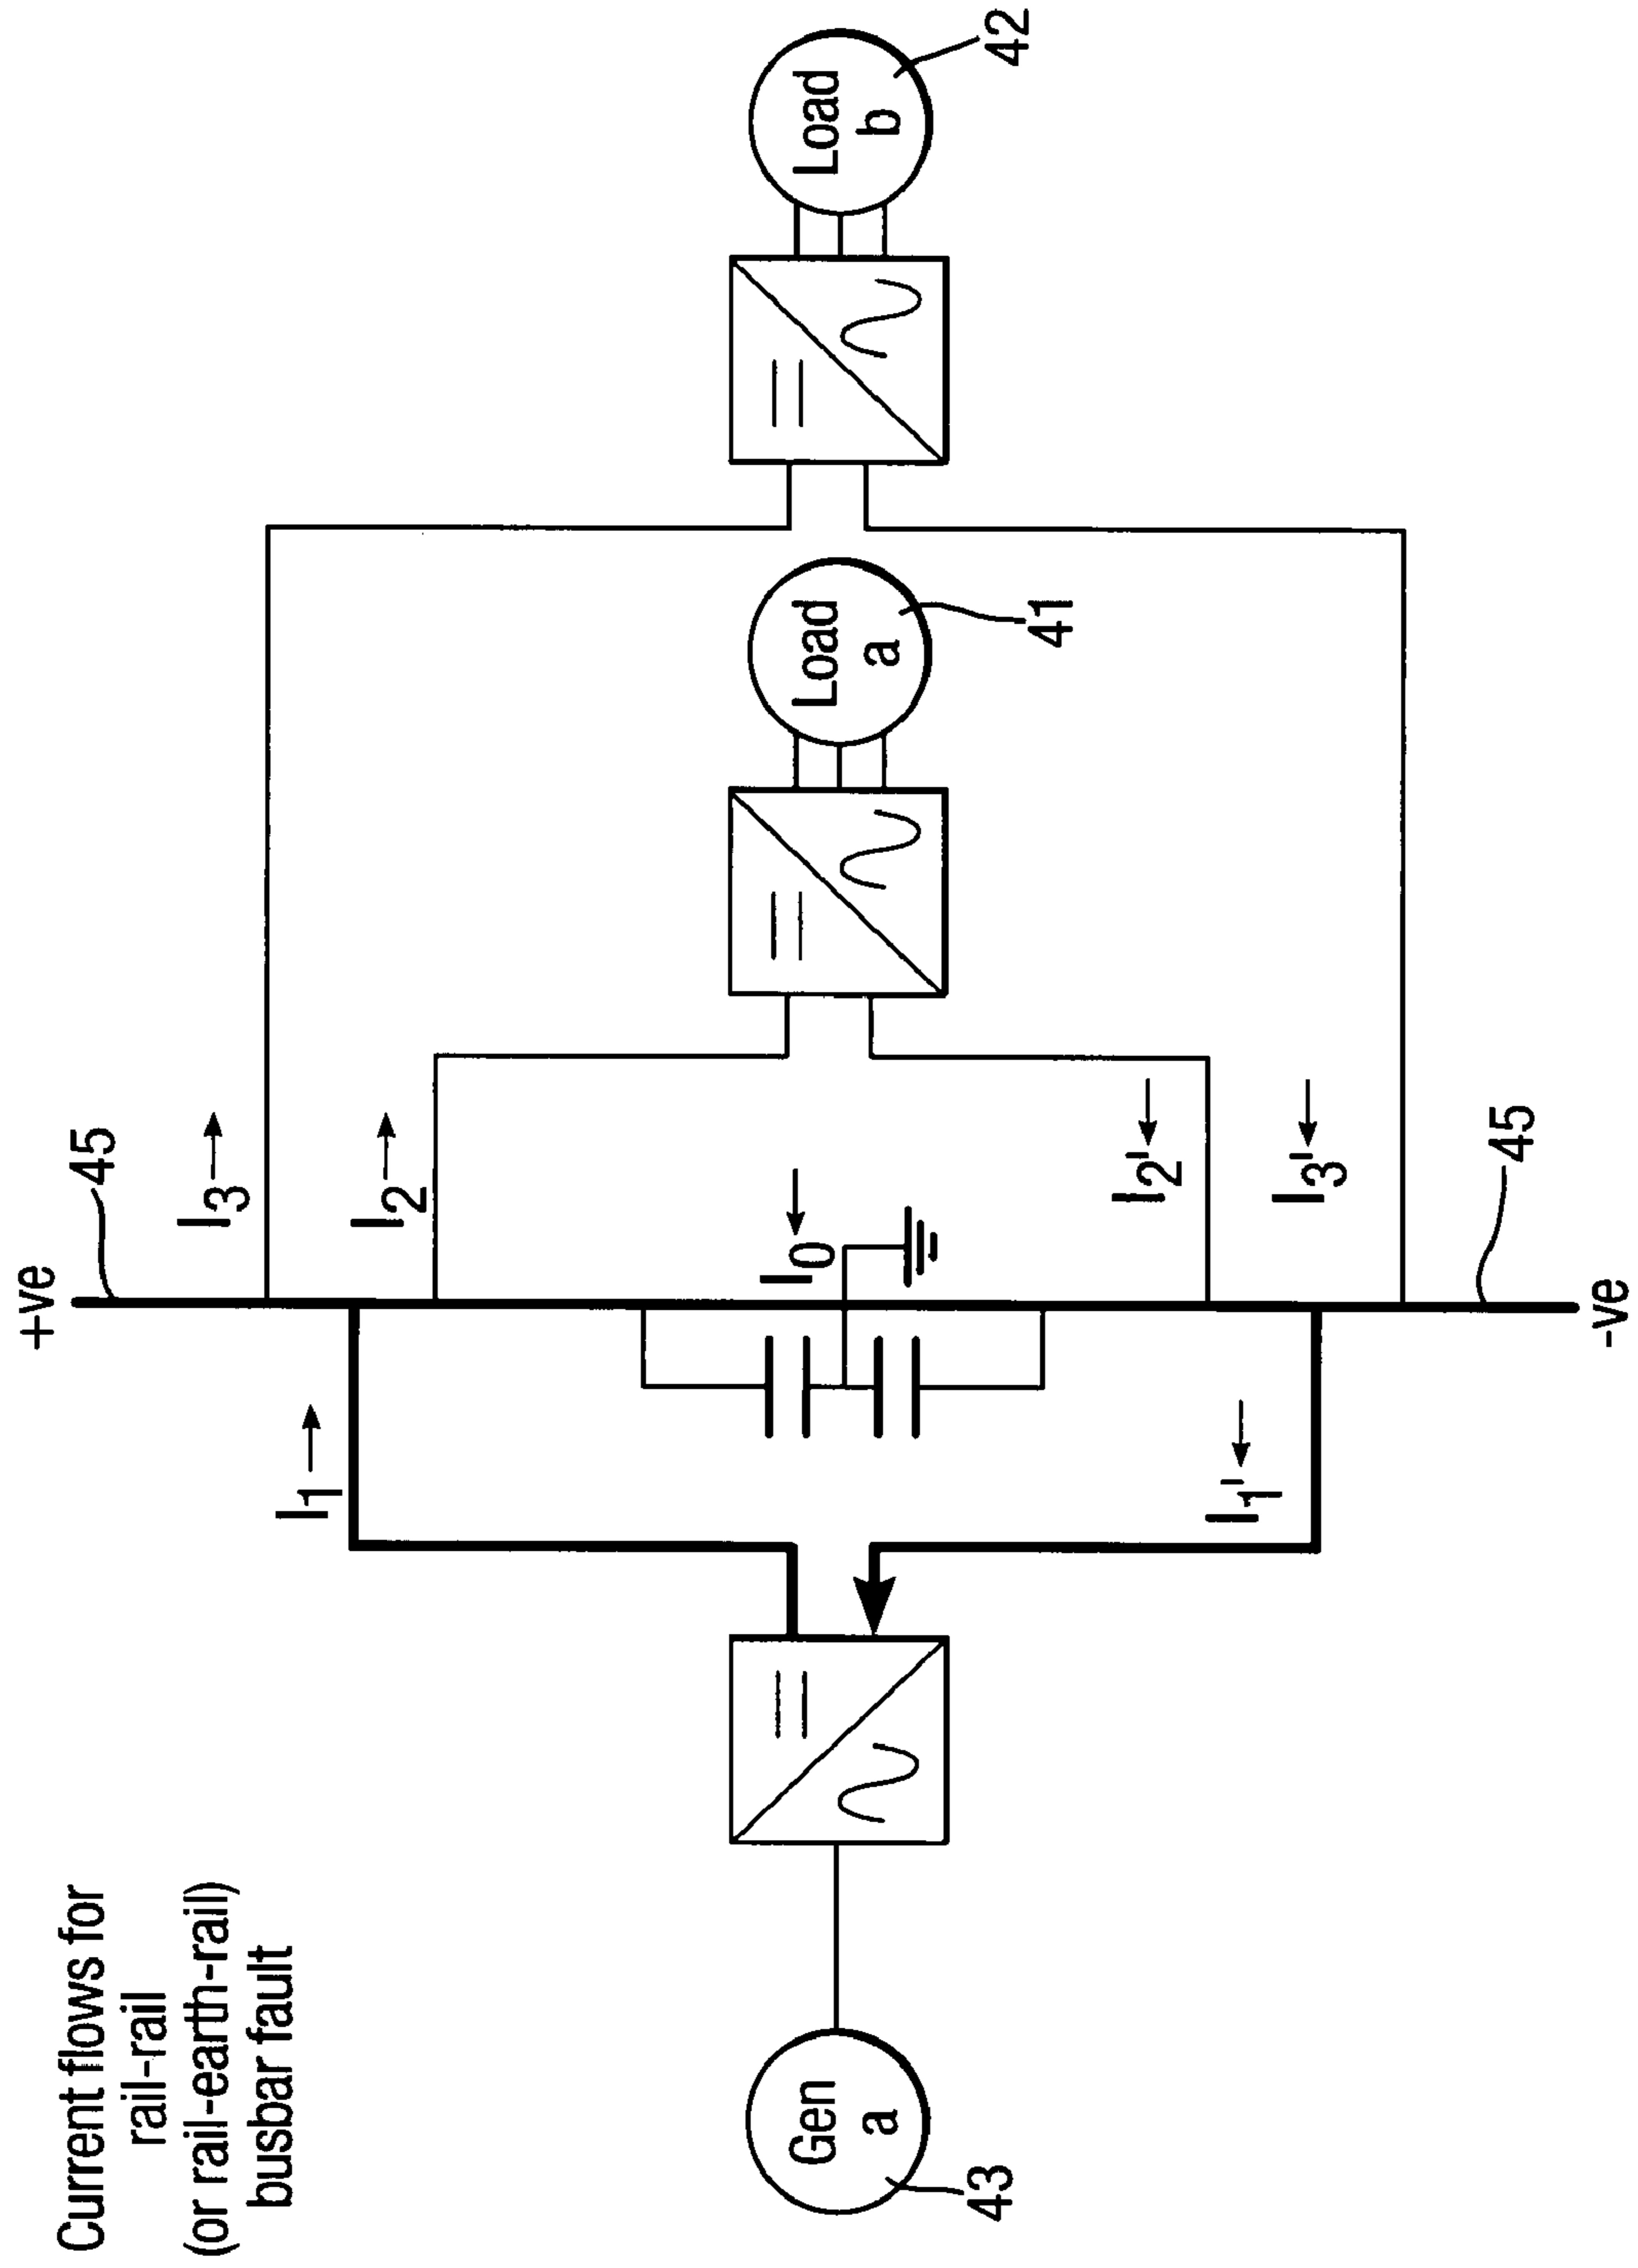 Current flows for
rail-rail
(or rail-earth-rail)
busbar fault
+ve
45
I1
I3
I2
I0
I1'
I2'
I3'
45
-ve
Gen
a
43
Load
a
41
Load
b
42